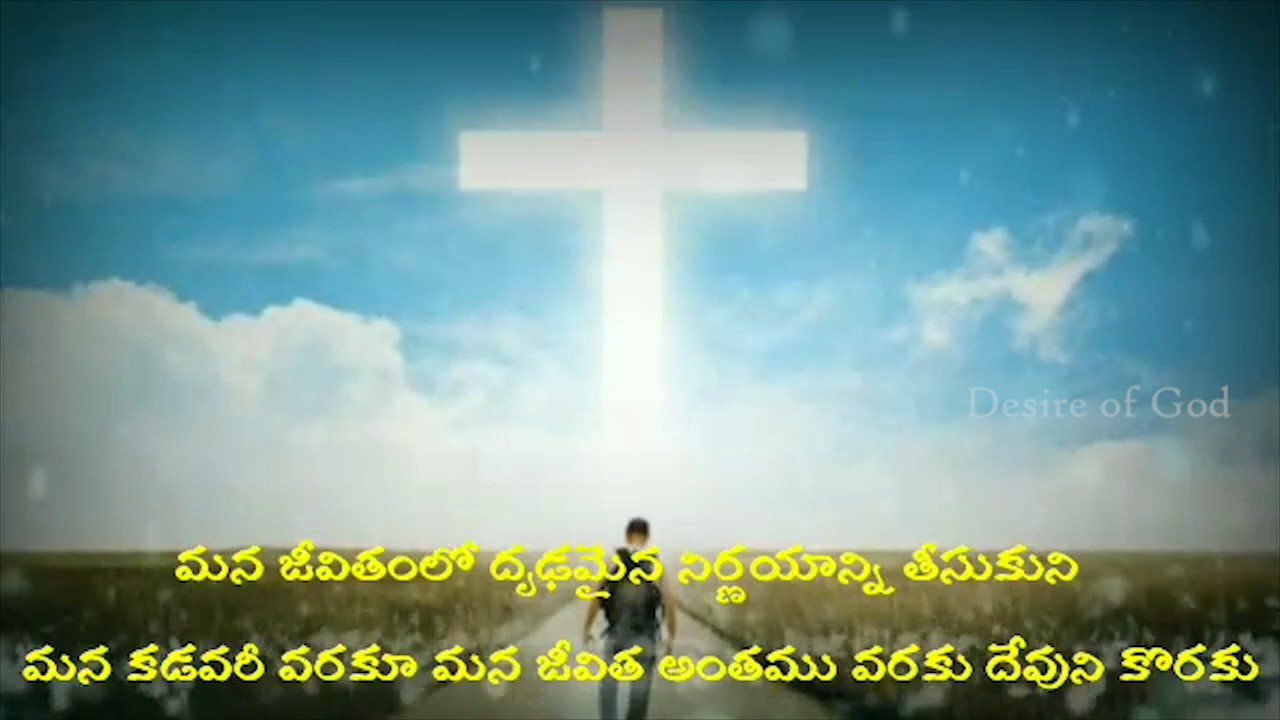 Desire of God
మన జీవితంలో దృఢమైన నిర్ణయాన్ని తీసుకుని
మన కడవరీ వరకూ మన జీవిత అంతము వరకు దేవుని కొరకు